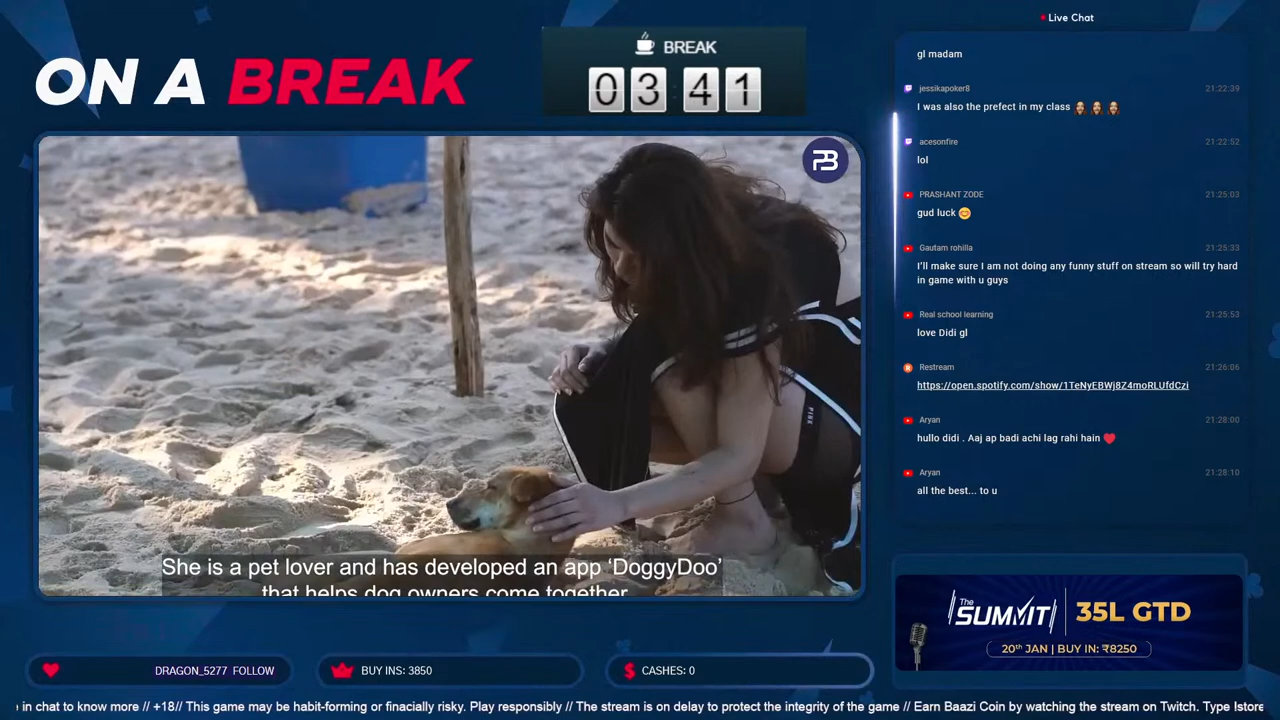 Live Chat
ON A BREAK
BREAK
03 41
PB
She is a pet lover and has developed an app ‘DoggyDoo’
that helps dog owners come together
PINK
gl madam
jessikapoker8 21:22:39
I was also the prefect in my class
acesonfire 21:22:52
lol
PRASHANT ZODE 21:25:03
gud luck 😊
Gautam rohilla 21:25:33
I'll make sure I am not doing any funny stuff on stream so will try hard
in game with u guys
Real school learning 21:25:53
love Didi gl
Restream 21:26:06
https://open.spotify.com/show/1TeNyEBWj8Z4moRLUfdCzi
Aryan 21:28:00
hullo didi . Aaj ap badi achi lag rahi hain ❤️
Aryan 21:28:10
all the best... to u
The SUMMIT 35L GTD
20th JAN | BUY IN: ₹8250
DRAGON_5277 FOLLOW
BUY INS: 3850
CASHES: 0
in chat to know more // +18// This game may be habit-forming or finacially risky. Play responsibly // The stream is on delay to protect the integrity of the game // Earn Baazi Coin by watching the stream on Twitch. Type !store